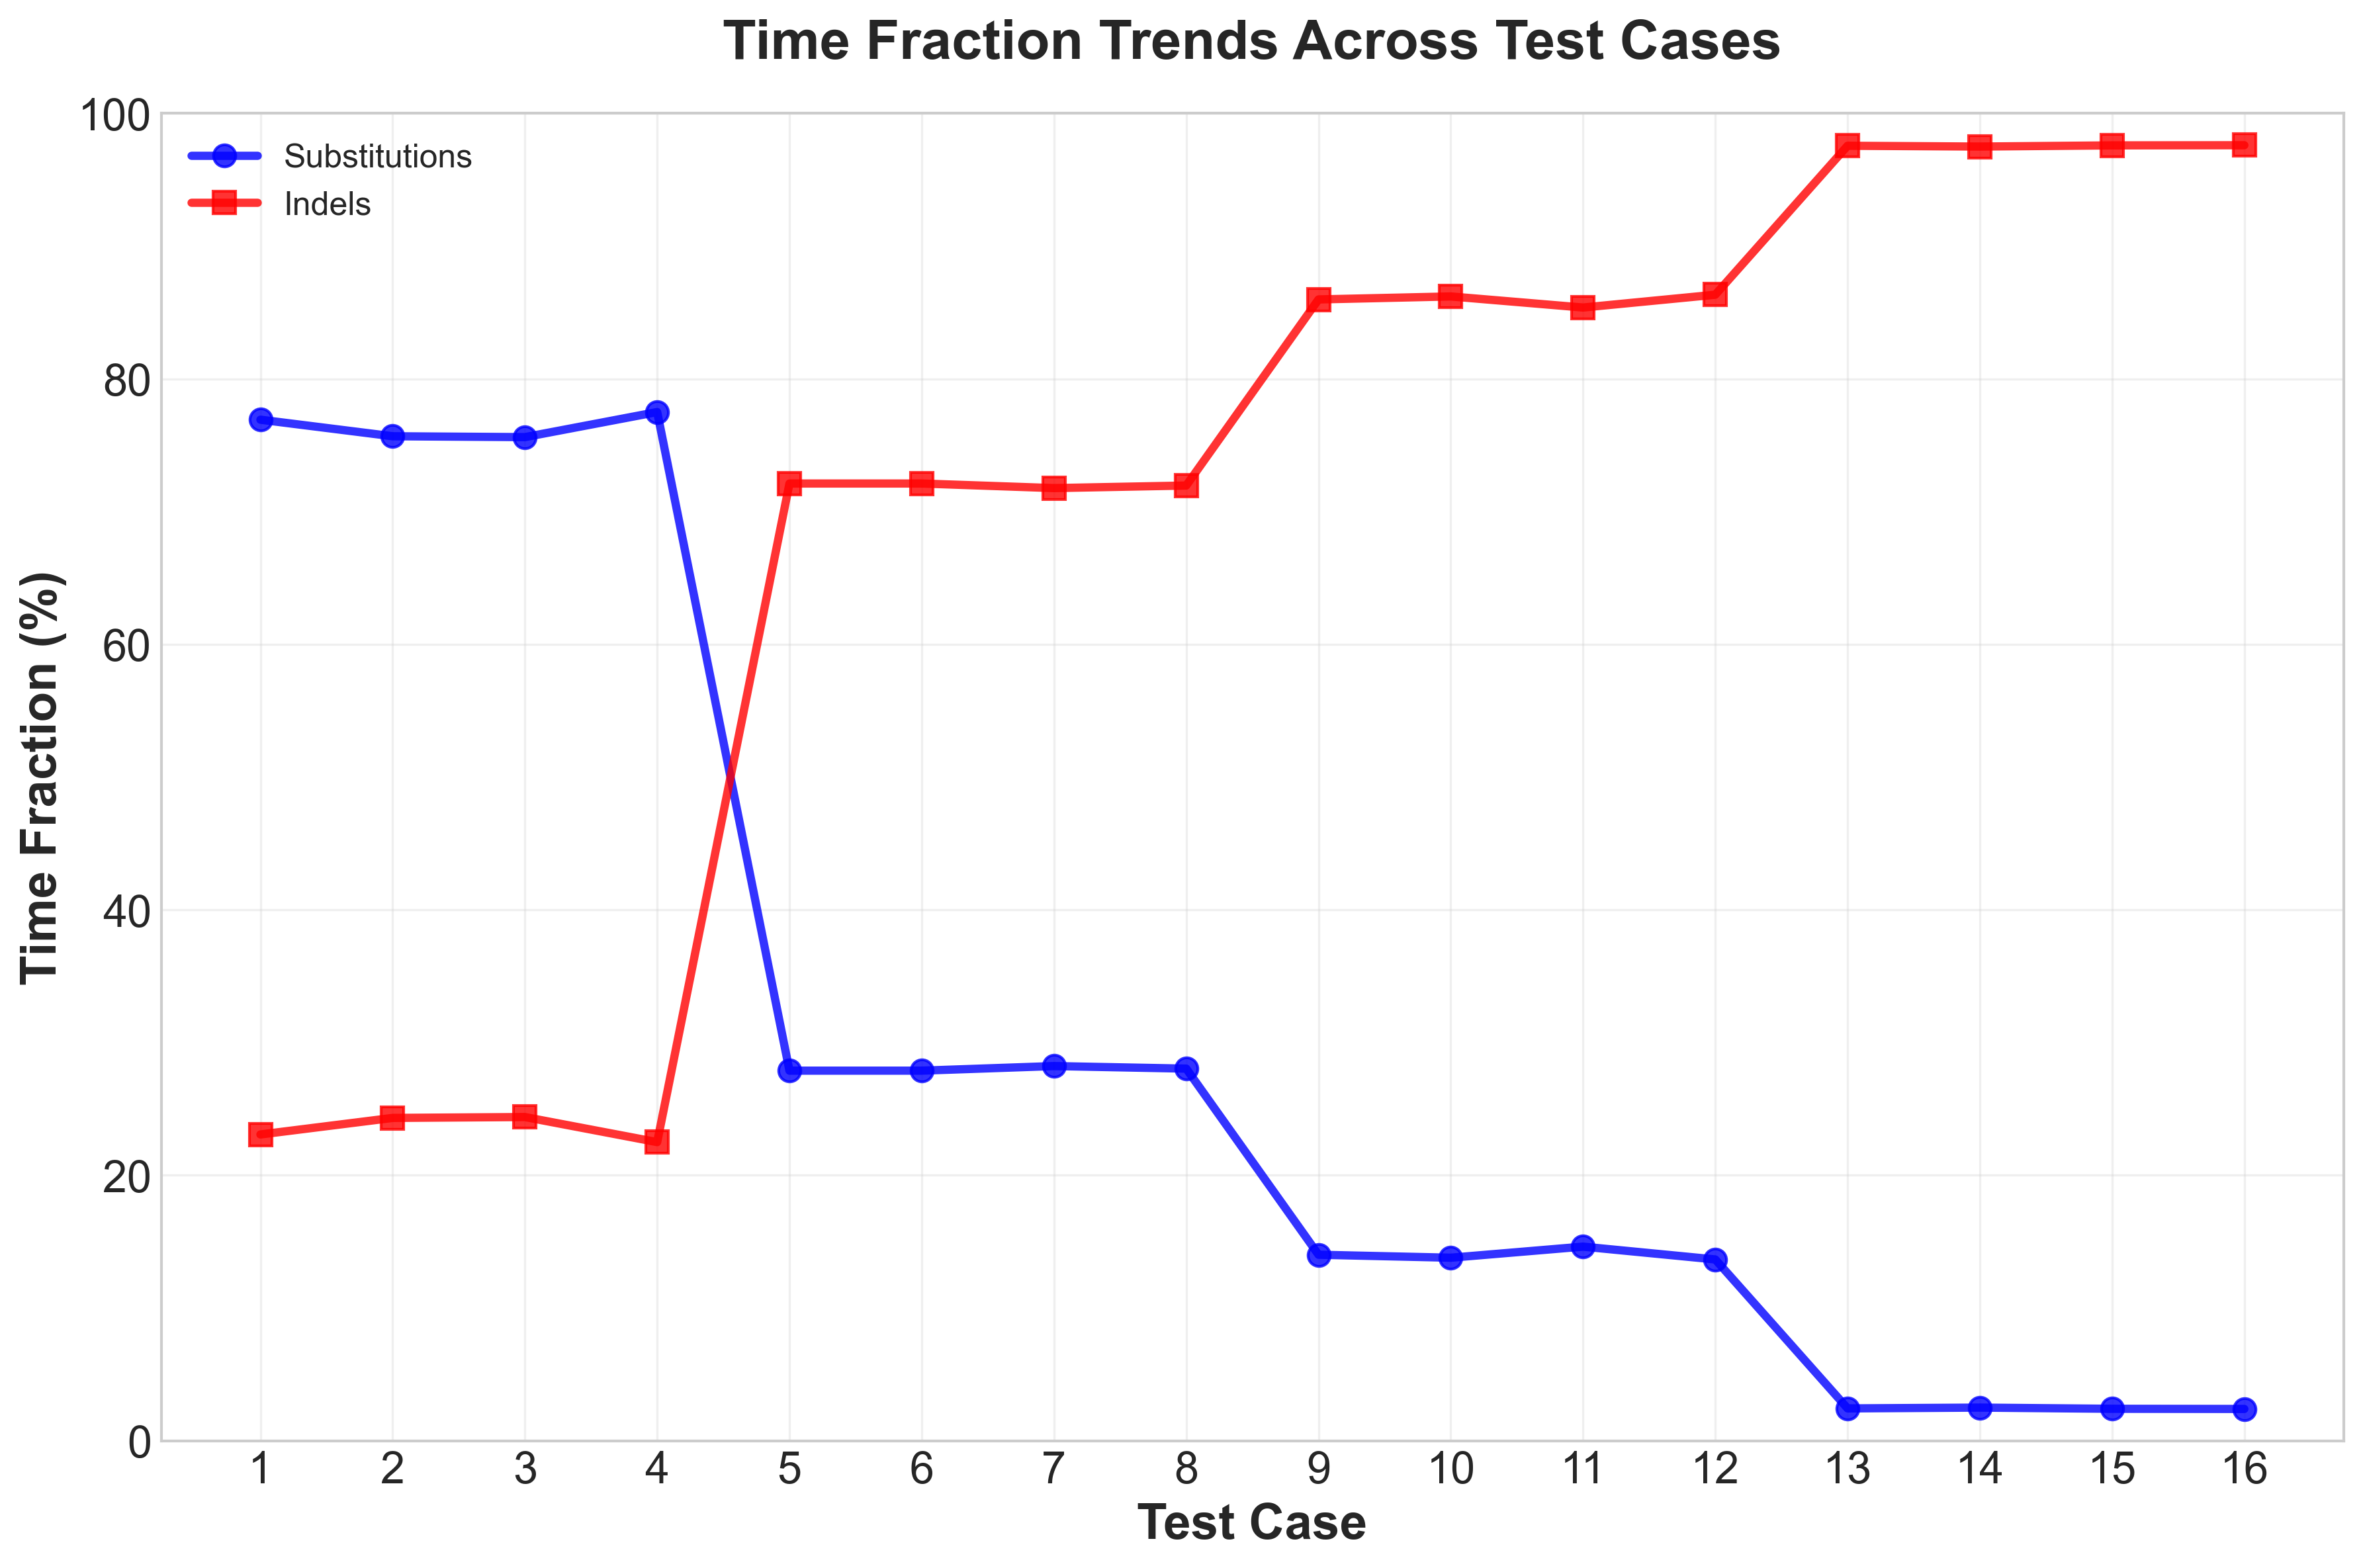 Time Fraction Trends Across Test Cases
Substitutions
Indels
Time Fraction (%)
100
80
60
40
20
0
1 2 3 4 5 6 7 8 9 10 11 12 13 14 15 16
Test Case